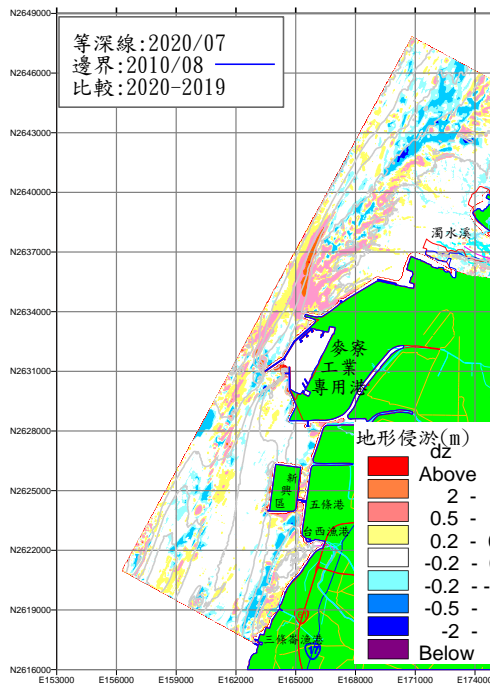 等深線:2020/07
邊界:2010/08
比較:2020-2019
N2649000
N2646000
N2643000
N2640000
N2637000
N2634000
N2631000
N2628000
N2625000
N2622000
N2619000
N2616000
E153000
E156000
E159000
E162000
E165000
E168000
E171000
E174000
濁水溪
麥寮
工業
專用港
新興區
五條港
台西漁港
三條崙漁港
17
地形侵淤(m)
dz
Above
2 -
0.5 -
0.2 - 0
-0.2 -
-0.2 - -
-0.5 -
-2 -
Below